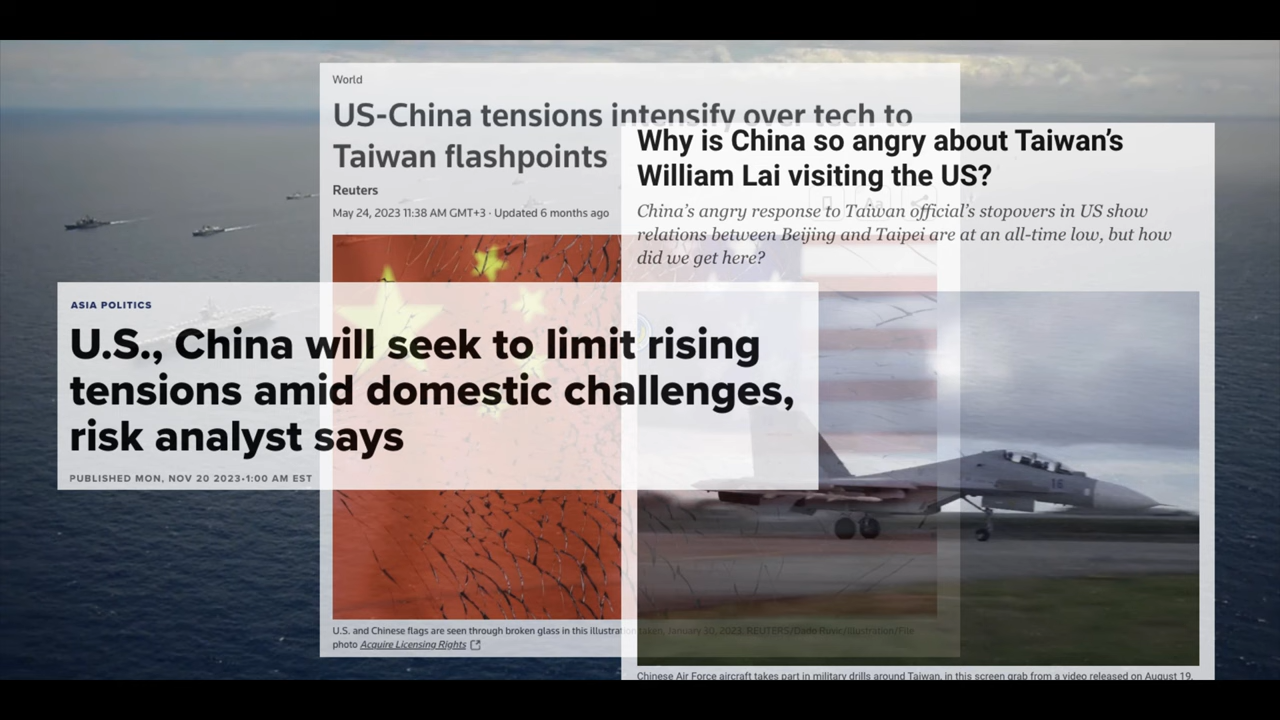 World
US-China tensions intensify over tech to
Taiwan flashpoints
Reuters
May 24, 2023 11:38 AM GMT+3 · Updated 6 months ago
Why is China so angry about Taiwan’s
William Lai visiting the US?
China’s angry response to Taiwan official’s stopovers in US show
relations between Beijing and Taipei are at an all-time low, but how
did we get here?
ASIA POLITICS
U.S., China will seek to limit rising
tensions amid domestic challenges,
risk analyst says
PUBLISHED MON, NOV 20 2023•1:00 AM EST
16
U.S. and Chinese flags are seen through broken glass in this illustration taken, January 30, 2023. REUTERS/Dado Ruvic/Illustration/File
photo Acquire Licensing Rights
Chinese Air Force aircraft takes part in military drills around Taiwan, in this screen grab from a video released on August 19,